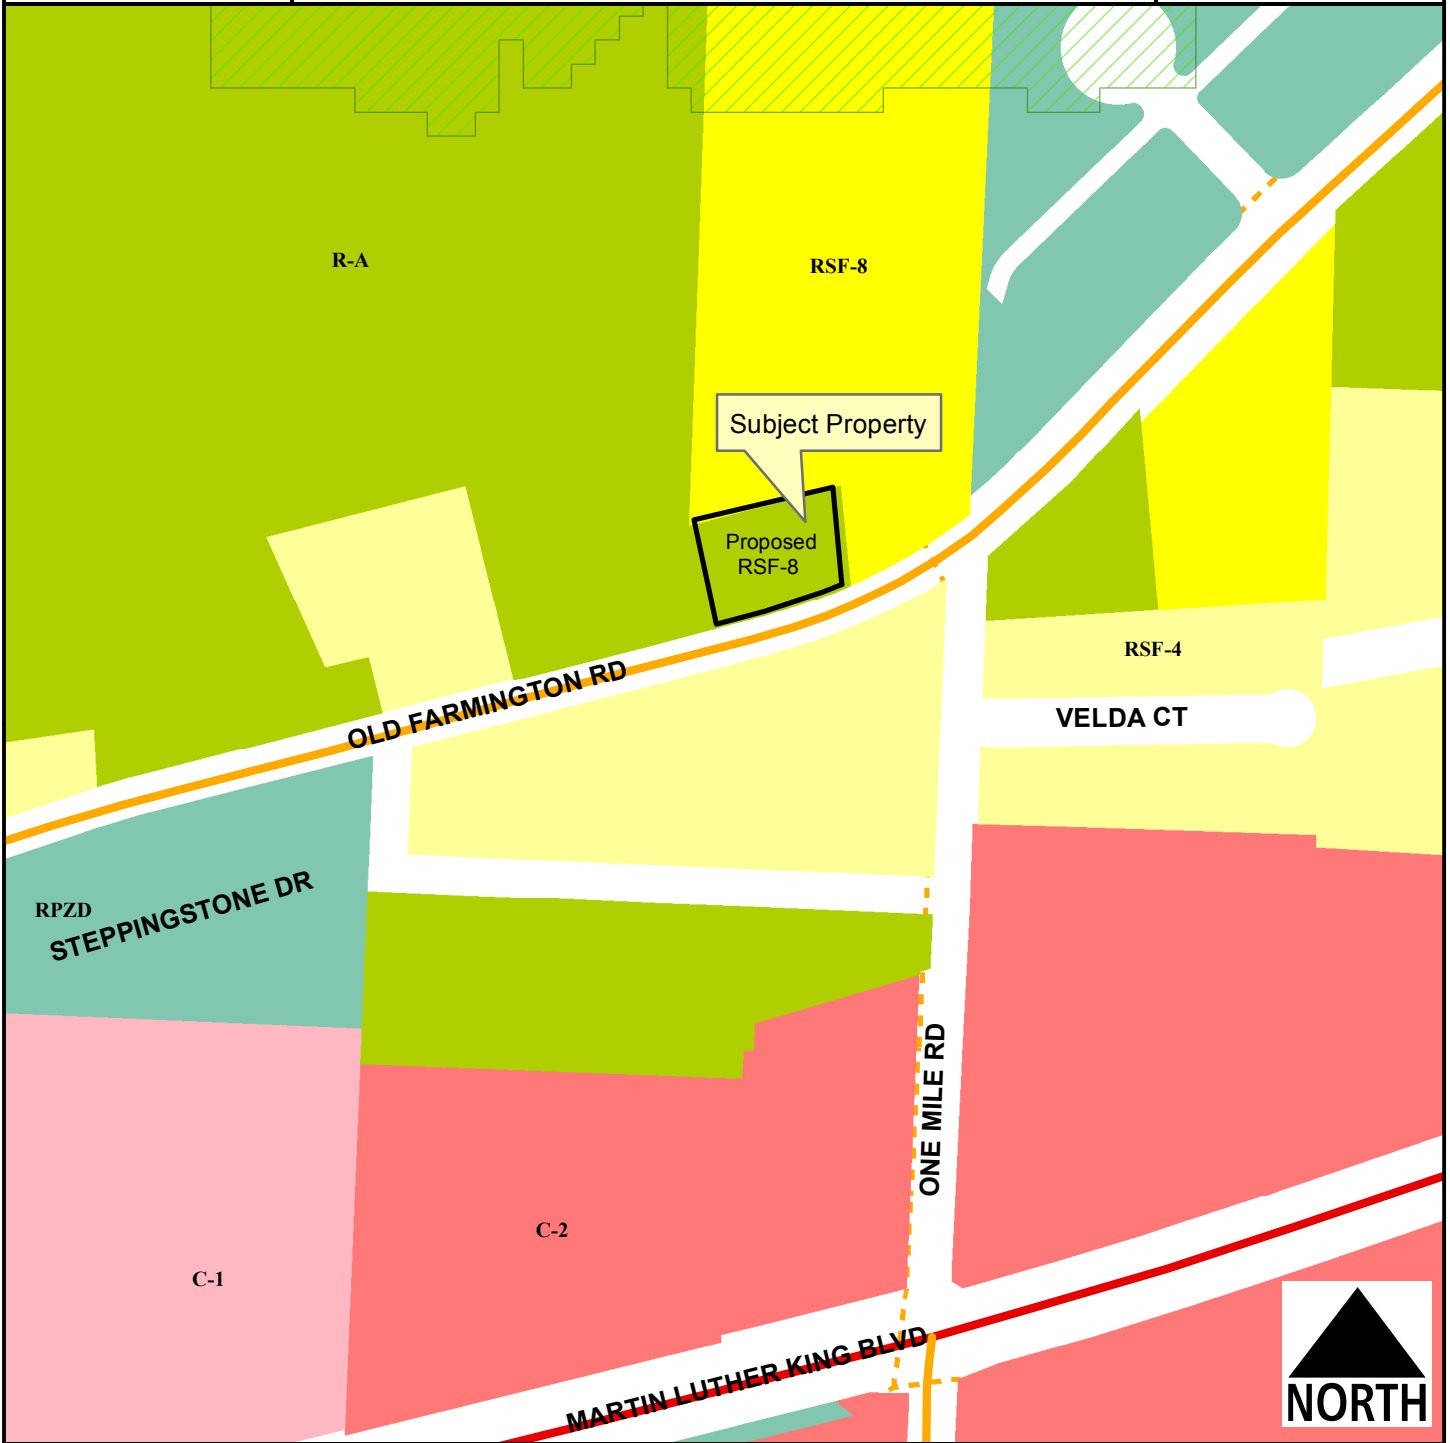 R-A
RSF-8
Subject Property
Proposed
RSF-8
RSF-4
OLD FARMINGTON RD
VELDA CT
RPZD
STEPPINGSTONE DR
ONE MILE RD
C-2
C-1
MARTIN LUTHER KING BLVD
NORTH